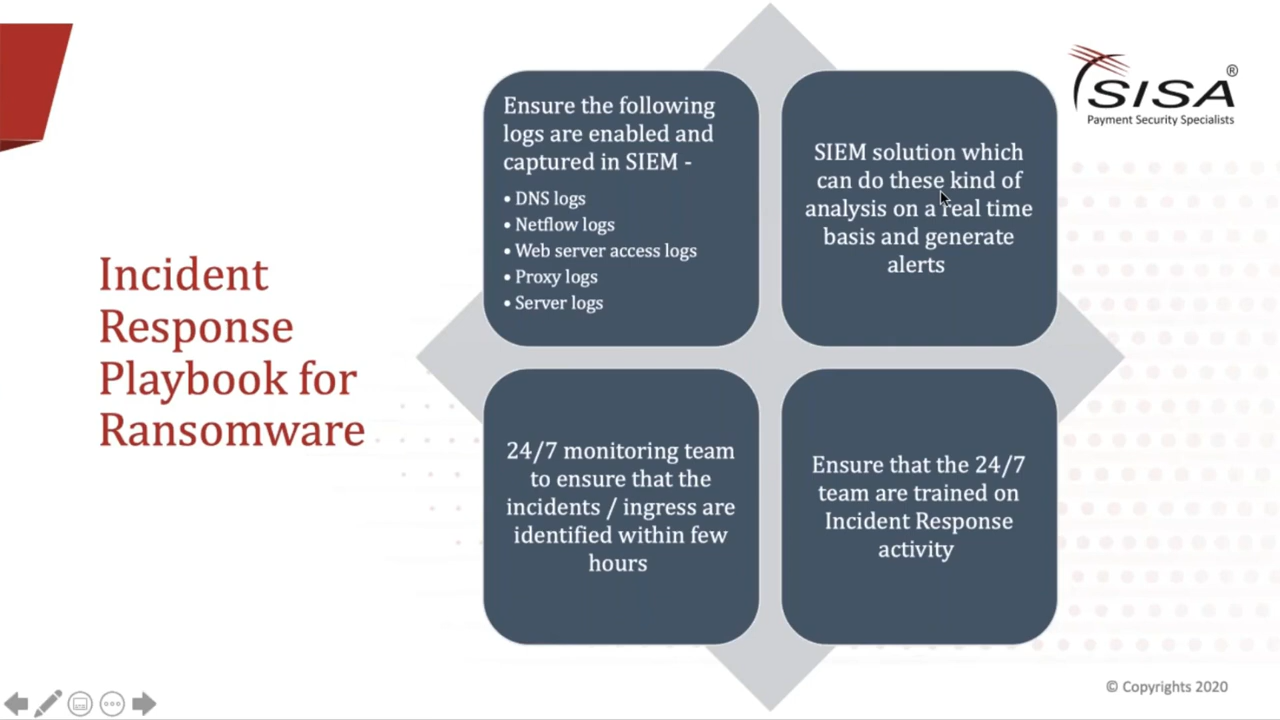 Incident
Response
Playbook for
Ransomware
Ensure the following
logs are enabled and
captured in SIEM -
• DNS logs
• Netflow logs
• Web server access logs
• Proxy logs
• Server logs
SIEM solution which
can do these kind of
analysis on a real time
basis and generate
alerts
24/7 monitoring team
to ensure that the
incidents / ingress are
identified within few
hours
Ensure that the 24/7
team are trained on
Incident Response
activity
SISA®
Payment Security Specialists
© Copyrights 2020